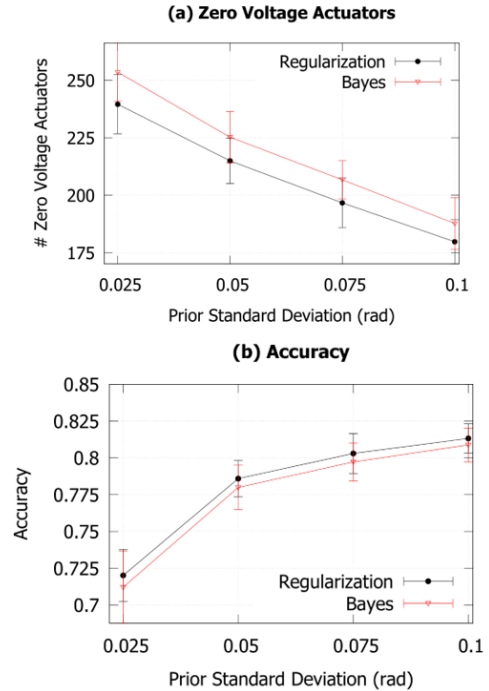 (a) Zero Voltage Actuators
Regularization
Bayes
# Zero Voltage Actuators
250
225
200
175
0.025 0.05 0.075 0.1
Prior Standard Deviation (rad)
(b) Accuracy
Accuracy
0.85
0.825
0.8
0.775
0.75
0.725
0.7
Regularization
Bayes
0.025 0.05 0.075 0.1
Prior Standard Deviation (rad)